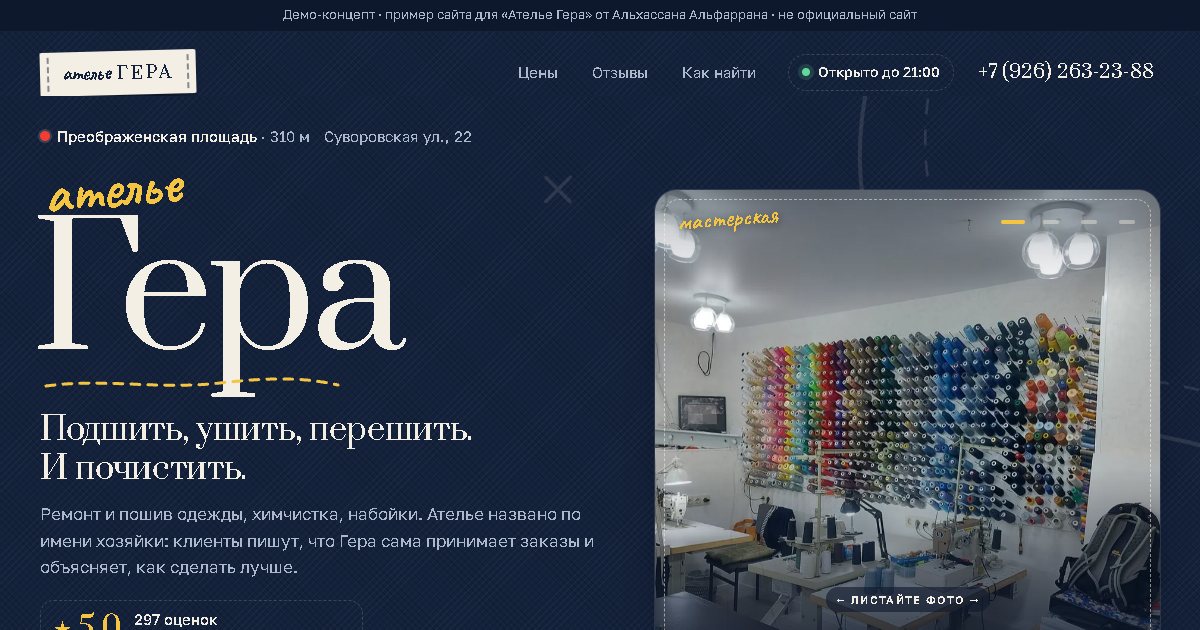 Демо-концепт · пример сайта для «Ателье Гера» от Альхассана Альфаррана · не официальный сайт
ателье ГЕРА
Цены
Отзывы
Как найти
Открыто до 21:00
+7 (926) 263-23-88
Преображенская площадь · 310 м Суворовская ул., 22
ателье
Гера
Подшить, ушить, перешить.
И почистить.
Ремонт и пошив одежды, химчистка, набойки. Ателье названо по
имени хозяйки: клиенты пишут, что Гера сама принимает заказы и
объясняет, как сделать лучше.
★ 5,0 297 оценок
мастерская
← ЛИСТАЙТЕ ФОТО →